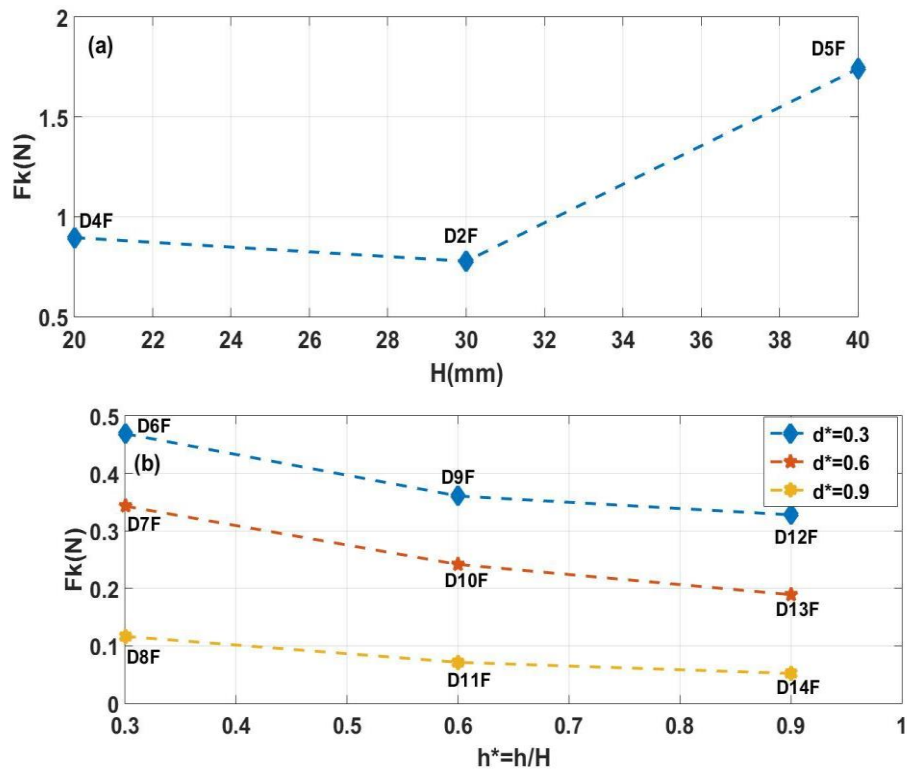 (a)
2
1.5
1
0.5
Fk(N)
D4F
D2F
D5F
20 22 24 26 28 30 32 34 36 38 40
H(mm)
(b)
0.5
0.4
0.3
0.2
0.1
0
Fk(N)
D6F
D9F
D12F
D7F
D10F
D13F
D8F
D11F
D14F
d*=0.3
d*=0.6
d*=0.9
0.3 0.4 0.5 0.6 0.7 0.8 0.9 1
h*=h/H